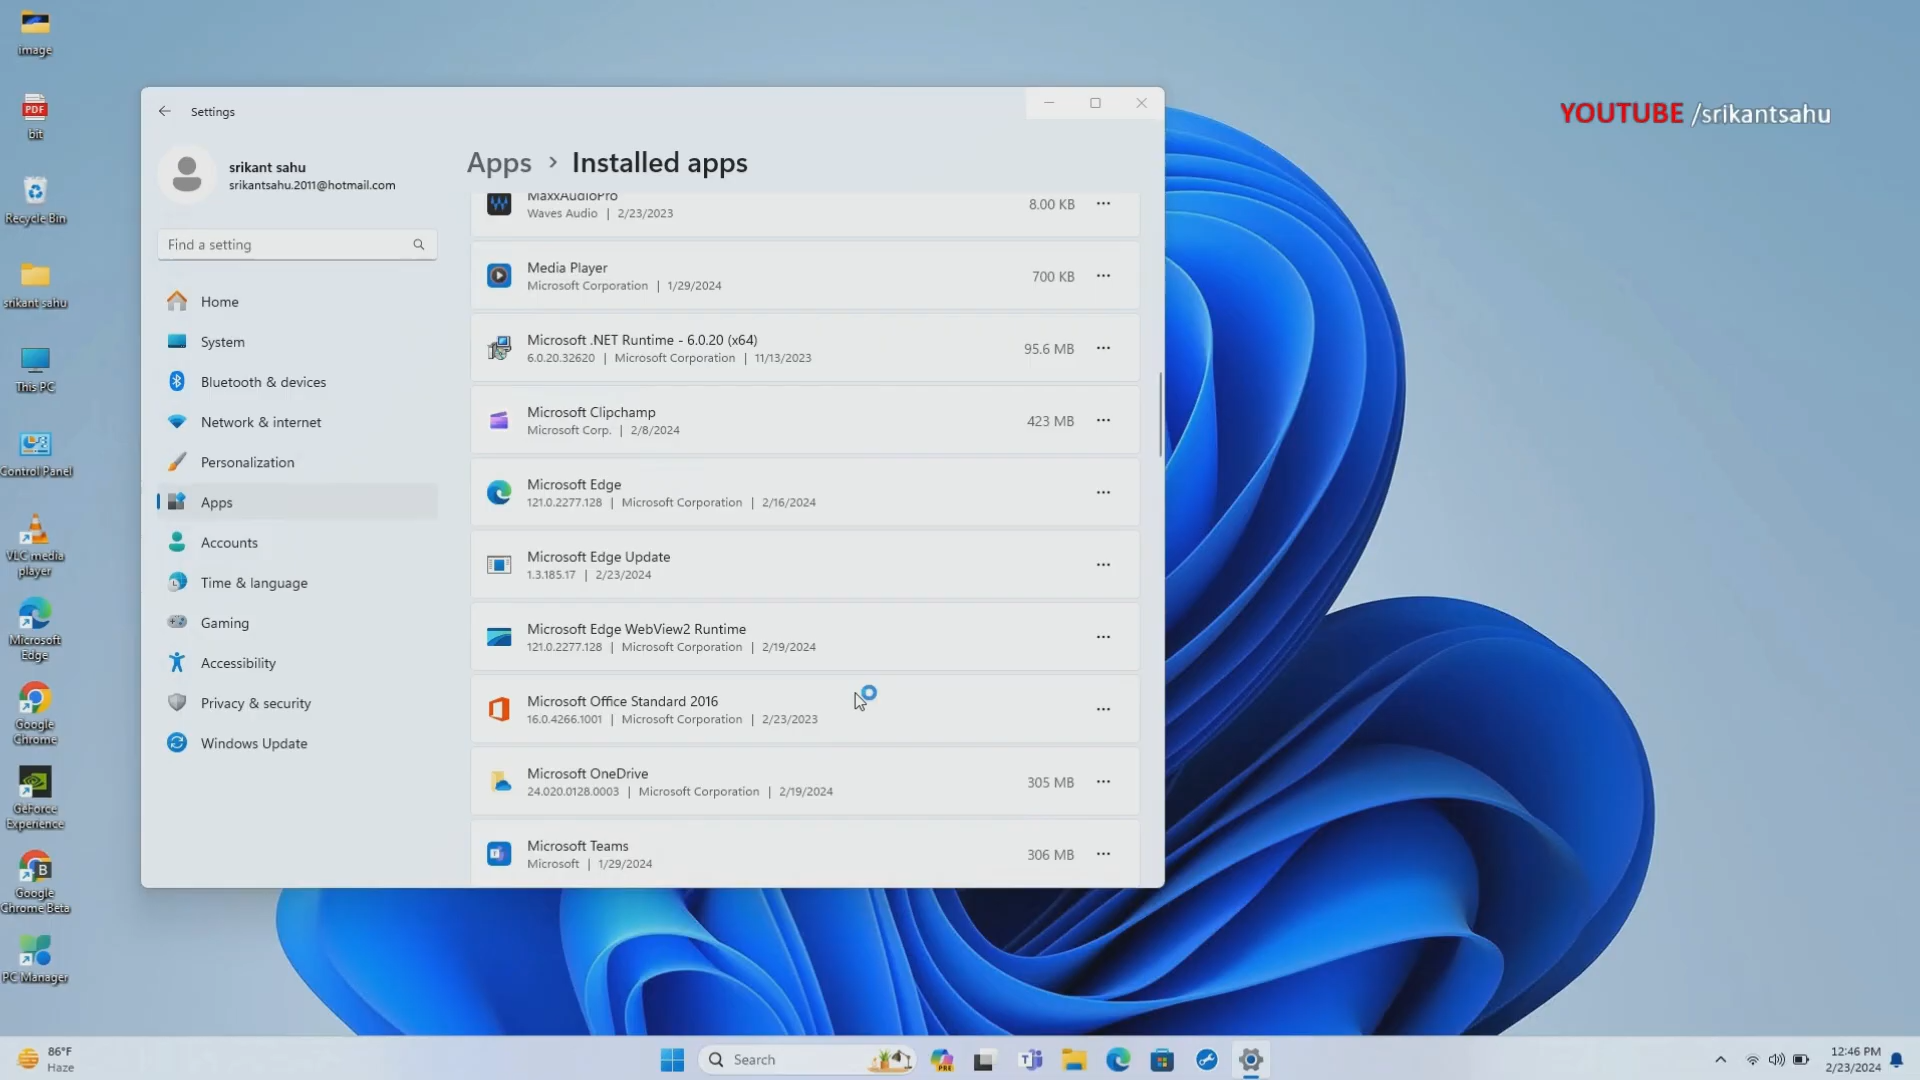 image
PDF
bit
Recycle Bin
srikant sahu
This PC
Control Panel
VLC media
player
Microsoft
Edge
Google
Chrome
GeForce
Experience
Google
Chrome Beta
PC Manager
Settings
srikant sahu
srikantsahu.2011@hotmail.com
Find a setting
Home
System
Bluetooth & devices
Network & internet
Personalization
Apps
Accounts
Time & language
Gaming
Accessibility
Privacy & security
Windows Update
Apps > Installed apps
MaxxAudioPro
Waves Audio | 2/23/2023
8.00 KB
Media Player
Microsoft Corporation | 1/29/2024
700 KB
Microsoft .NET Runtime - 6.0.20 (x64)
6.0.20.32620 | Microsoft Corporation | 11/13/2023
95.6 MB
Microsoft Clipchamp
Microsoft Corp. | 2/8/2024
423 MB
Microsoft Edge
121.0.2277.128 | Microsoft Corporation | 2/16/2024
Microsoft Edge Update
1.3.185.17 | 2/23/2024
Microsoft Edge WebView2 Runtime
121.0.2277.128 | Microsoft Corporation | 2/19/2024
Microsoft Office Standard 2016
16.0.4266.1001 | Microsoft Corporation | 2/23/2023
Microsoft OneDrive
24.020.0128.0003 | Microsoft Corporation | 2/19/2024
305 MB
Microsoft Teams
Microsoft | 1/29/2024
306 MB
YOUTUBE /srikantsahu
86°F
Haze
Search
PRE
12:46 PM
2/23/2024